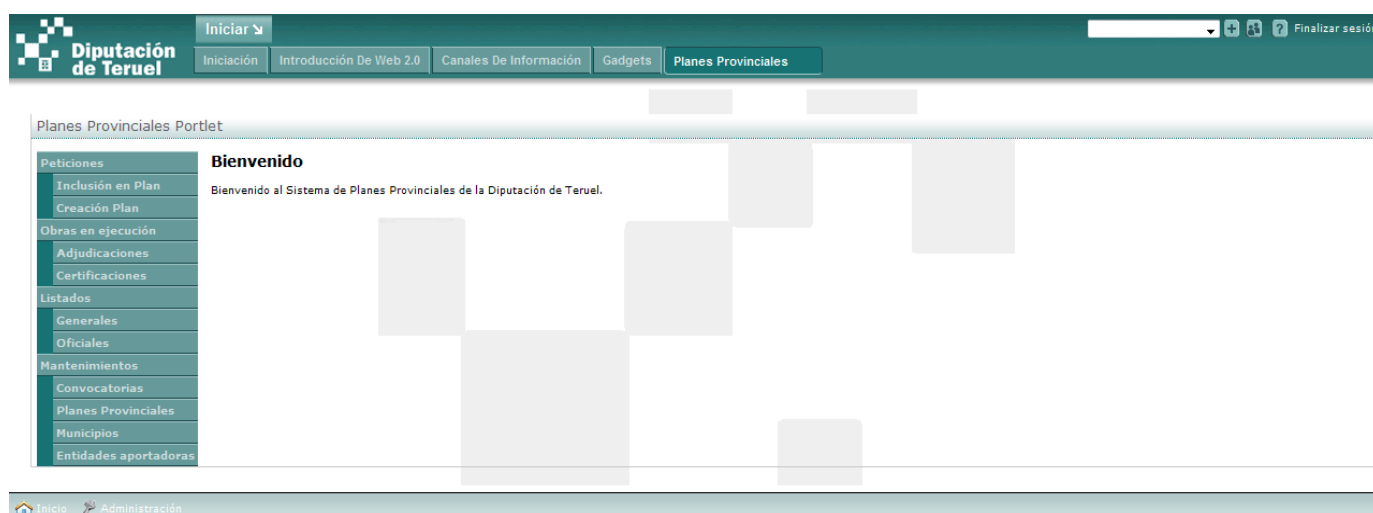 Diputación
de Teruel
Iniciar
Finalizar sesió
Iniciación
Introducción De Web 2.0
Canales De Información
Gadgets
Planes Provinciales
Planes Provinciales Portlet
Peticiones
Inclusión en Plan
Creación Plan
Obras en ejecución
Adjudicaciones
Certificaciones
Listados
Generales
Oficiales
Mantenimientos
Convocatorias
Planes Provinciales
Municipios
Entidades aportadoras
Bienvenido
Bienvenido al Sistema de Planes Provinciales de la Diputación de Teruel.
Inicio
Administración